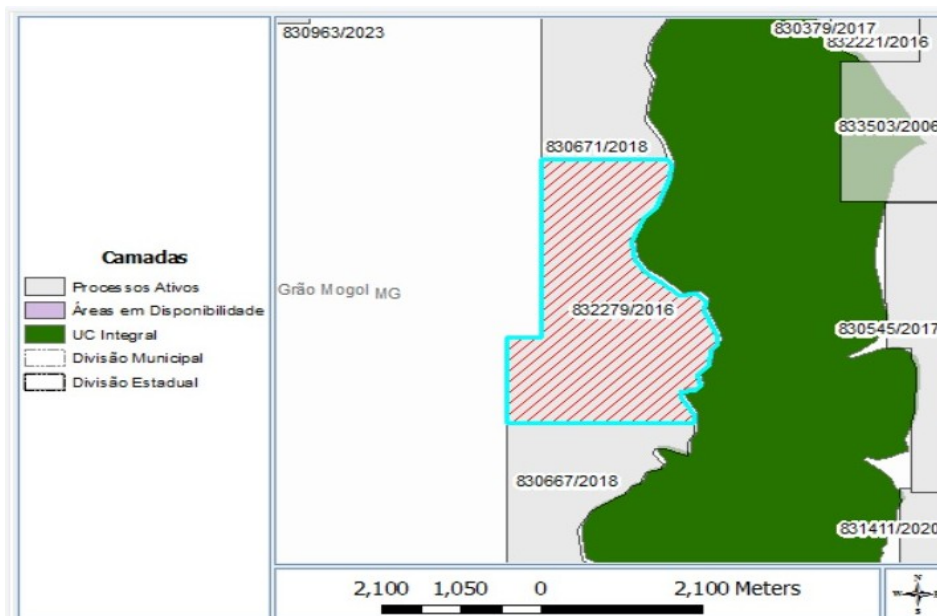 830963/2023
830379/2017
832221/2016
833503/2006
830671/2018
Camadas
Processos Ativos
Áreas em Disponibilidade
UC Integral
Divisão Municipal
Divisão Estadual
Grão Mogol MG
832279/2016
830545/2017
830667/2018
831411/2020
2,100 1,050 0 2,100 Meters
N
W
S